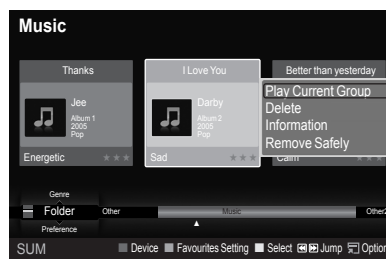 Music
Thanks
I Love You
Better than yesterday
Jee
Album 1
2005
Pop
Darby
Album 2
2005
Pop
Play Current Group
Delete
Information
Remove Safely
Energetic
Sad
Calm
Genre
Folder
Other
Music
Other2
Preference
SUM
Device
Favourites Setting
Select
Jump
Option